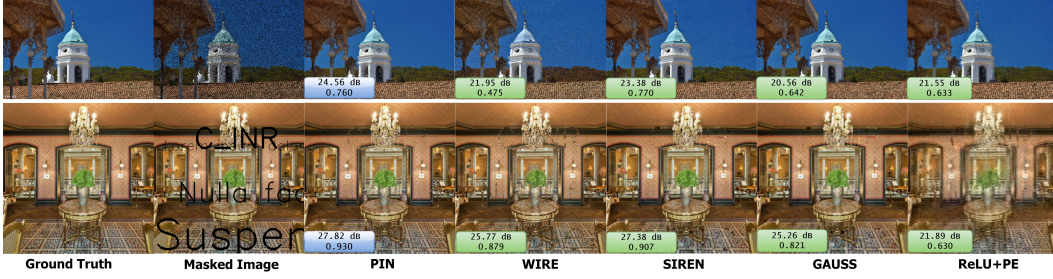 24.56 dB
0.760
21.95 dB
0.475
23.38 dB
0.770
20.56 dB
0.642
21.55 dB
0.633
C_INR
Nulla fac
Susper
27.82 dB
0.930
25.77 dB
0.879
27.38 dB
0.907
25.26 dB
0.821
21.89 dB
0.630
Ground Truth
Masked Image
PIN
WIRE
SIREN
GAUSS
ReLU+PE